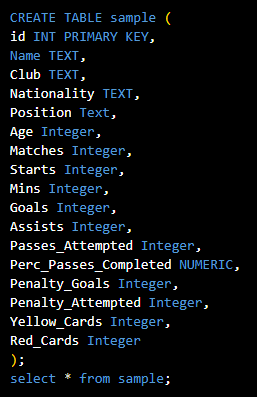 CREATE TABLE sample (
id INT PRIMARY KEY,
Name TEXT,
Club TEXT,
Nationality TEXT,
Position Text,
Age Integer,
Matches Integer,
Starts Integer,
Mins Integer,
Goals Integer,
Assists Integer,
Passes_Attempted Integer,
Perc_Passes_Completed NUMERIC,
Penalty_Goals Integer,
Penalty_Attempted Integer,
Yellow_Cards Integer,
Red_Cards Integer
);
select * from sample;